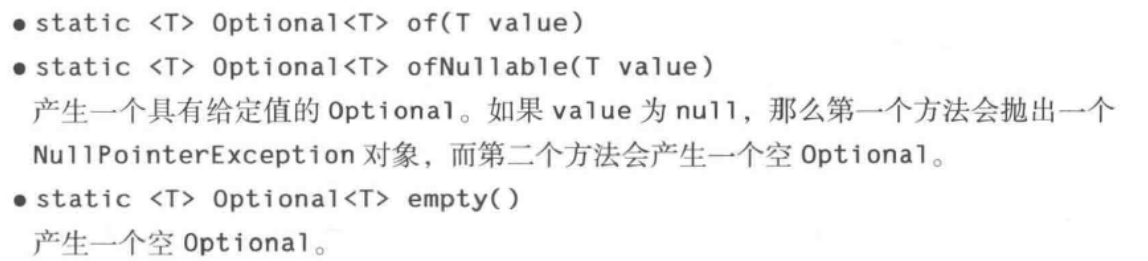 ● static <T> Optional<T> of(T value)
● static <T> Optional<T> ofNullable(T value)
产生一个具有给定值的 Optional。如果 value 为 null，那么第一个方法会抛出一个
NullPointerException 对象，而第二个方法会产生一个空 Optional。
● static <T> Optional<T> empty()
产生一个空 Optional。